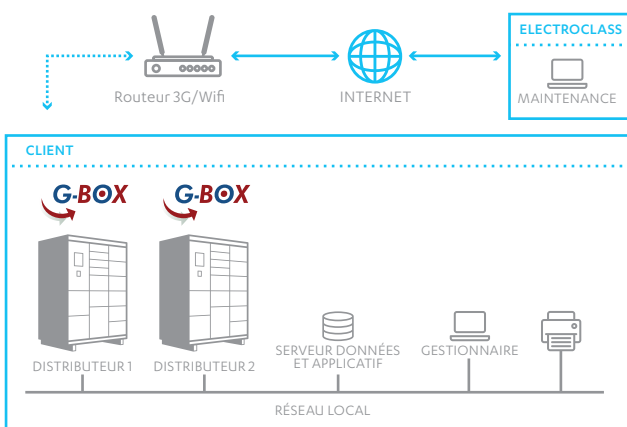 ELECTROCLASS
Routeur 3G/Wifi
INTERNET
MAINTENANCE
CLIENT
G-BOX
G-BOX
DISTRIBUTEUR 1
DISTRIBUTEUR 2
SERVEUR DONNÉES
ET APPLICATIF
GESTIONNAIRE
RÉSEAU LOCAL